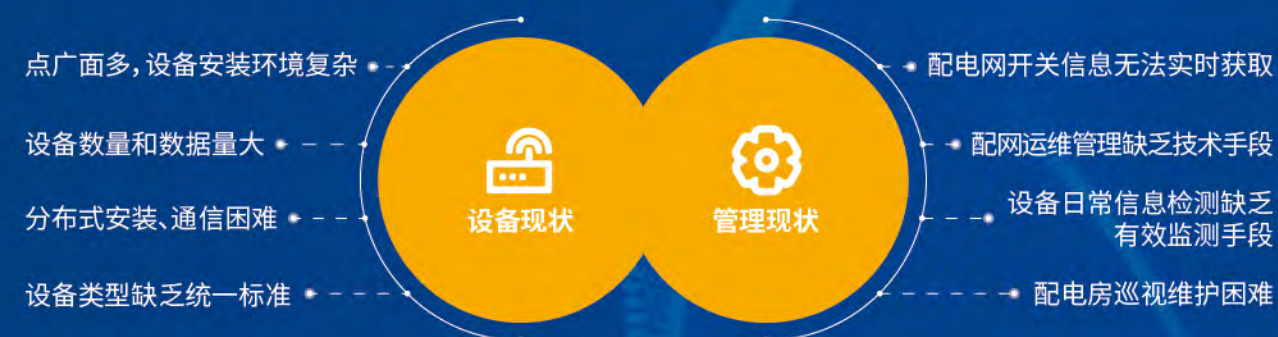 点广面多，设备安装环境复杂
设备数量和数据量大
分布式安装、通信困难
设备类型缺乏统一标准
设备现状
管理现状
配电网开关信息无法实时获取
配网运维管理缺乏技术手段
设备日常信息检测缺乏
有效监测手段
配电房巡视维护困难